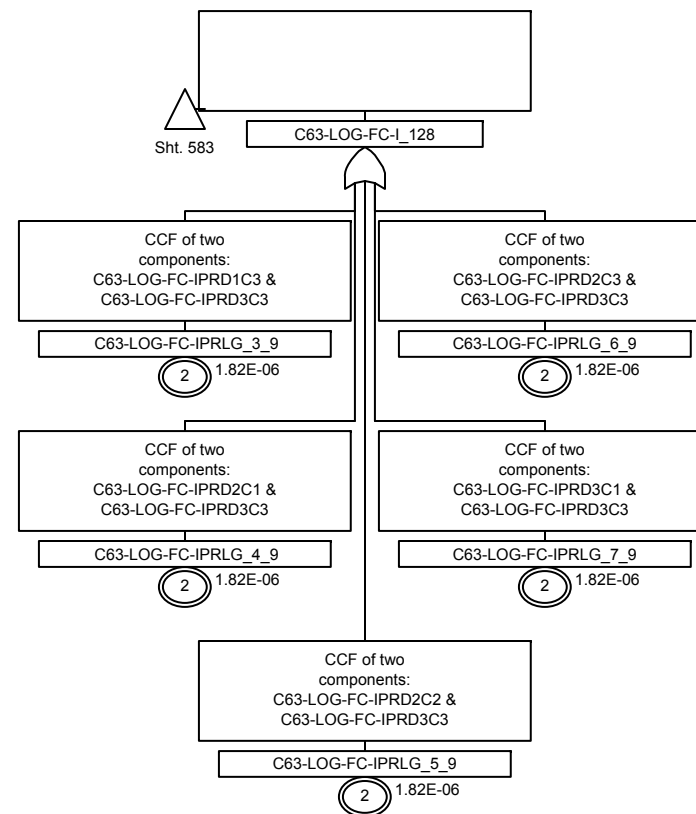 C63-LOG-FC-I_128
Sht. 583
CCF of two
components:
C63-LOG-FC-IPRD1C3 &
C63-LOG-FC-IPRD3C3
C63-LOG-FC-IPRLG_3_9
2
1.82E-06
CCF of two
components:
C63-LOG-FC-IPRD2C3 &
C63-LOG-FC-IPRD3C3
C63-LOG-FC-IPRLG_6_9
2
1.82E-06
CCF of two
components:
C63-LOG-FC-IPRD2C1 &
C63-LOG-FC-IPRD3C3
C63-LOG-FC-IPRLG_4_9
2
1.82E-06
CCF of two
components:
C63-LOG-FC-IPRD3C1 &
C63-LOG-FC-IPRD3C3
C63-LOG-FC-IPRLG_7_9
2
1.82E-06
CCF of two
components:
C63-LOG-FC-IPRD2C2 &
C63-LOG-FC-IPRD3C3
C63-LOG-FC-IPRLG_5_9
2
1.82E-06